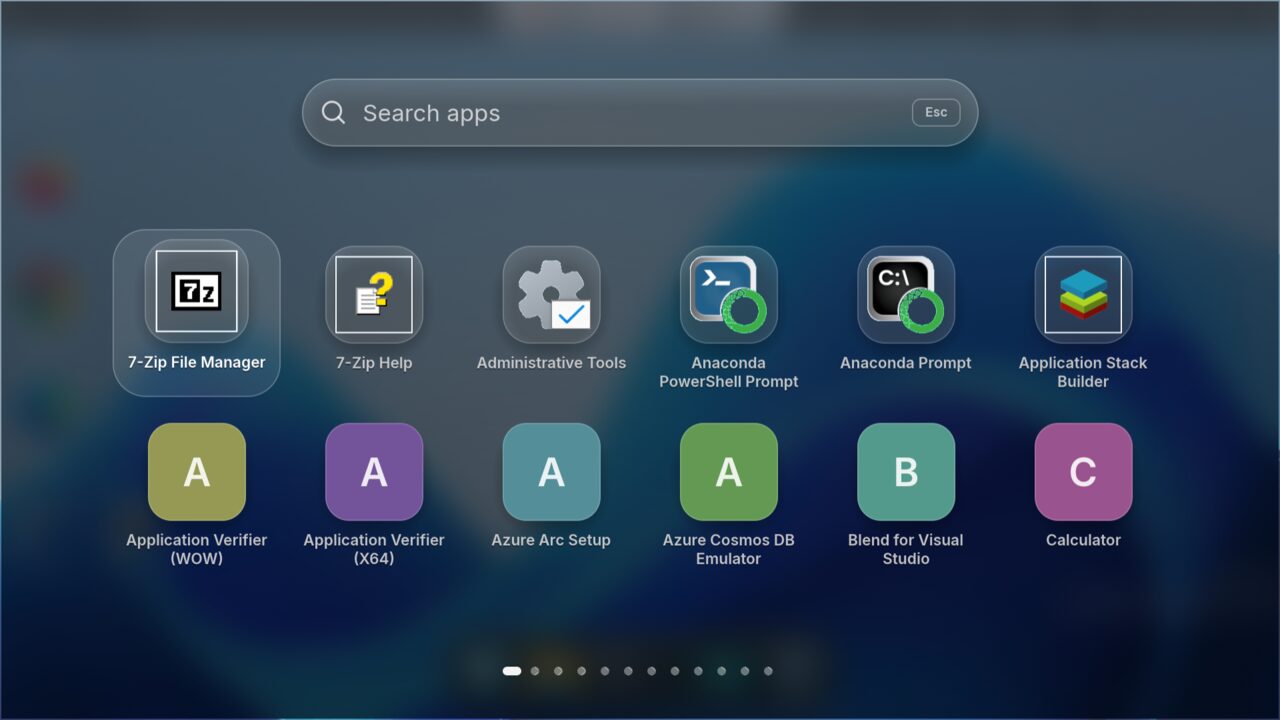 Search apps
Esc
7z
7-Zip File Manager
?
7-Zip Help
Administrative Tools
Anaconda
PowerShell Prompt
C:\
Anaconda Prompt
Application Stack
Builder
A
Application Verifier
(WOW)
A
Application Verifier
(X64)
A
Azure Arc Setup
A
Azure Cosmos DB
Emulator
B
Blend for Visual
Studio
C
Calculator